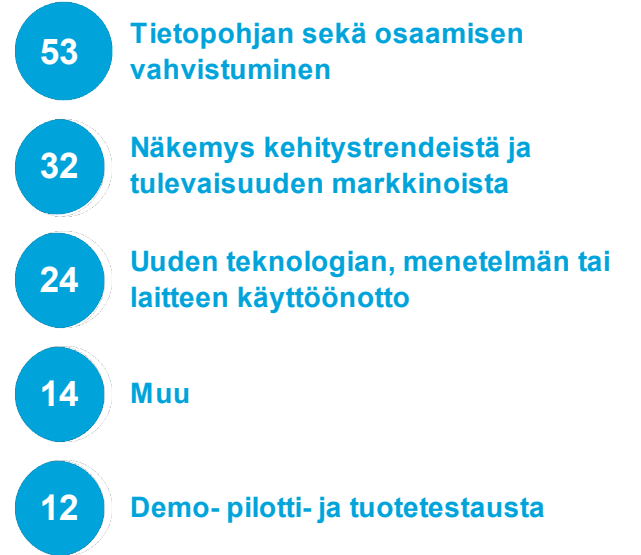 53
Tietopohjan sekä osaamisen
vahvistuminen
32
Näkemys kehitystrendeistä ja
tulevaisuuden markkinoista
24
Uuden teknologian, menetelmän tai
laitteen käyttöönotto
14
Muu
12
Demo- pilotti- ja tuotetestausta